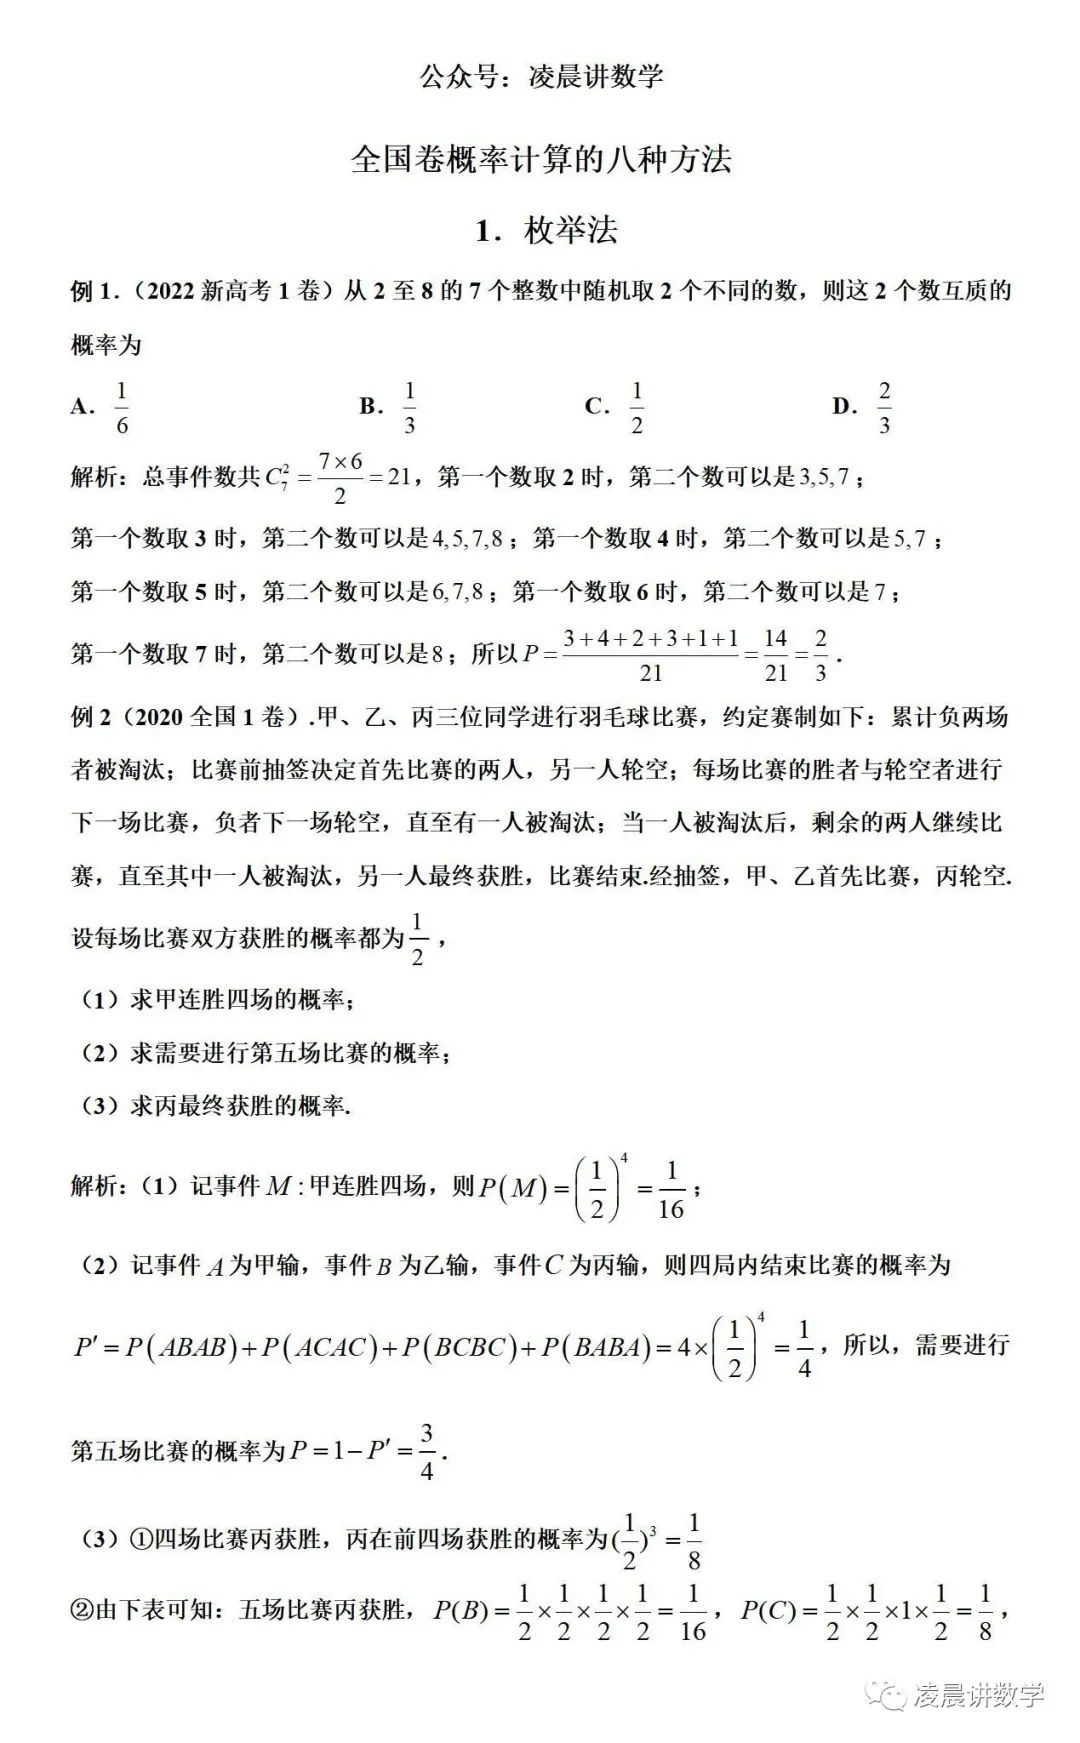 公众号：凌晨讲数学
全国卷概率计算的八种方法
1．枚举法
例 1.（2022 新高考 1 卷）从 2 至 8 的 7 个整数中随机取 2 个不同的数，则这 2 个数互质的
概率为
A. \frac{1}{6} B. \frac{1}{3} C. \frac{1}{2} D. \frac{2}{3}
解析：总事件数共 C_7^2 = \frac{7×6}{2} = 21，第一个数取 2 时，第二个数可以是 3,5,7；
第一个数取 3 时，第二个数可以是 4,5,7,8；第一个数取 4 时，第二个数可以是 5,7；
第一个数取 5 时，第二个数可以是 6,7,8；第一个数取 6 时，第二个数可以是 7；
第一个数取 7 时，第二个数可以是 8；所以 P = \frac{3+4+2+3+1+1}{21} = \frac{14}{21} = \frac{2}{3}．
例 2（2020 全国 1 卷）.甲、乙、丙三位同学进行羽毛球比赛，约定赛制如下：累计负两场
者被淘汰；比赛前抽签决定首先比赛的两人，另一人轮空；每场比赛的胜者与轮空者进行
下一场比赛，负者下一场轮空，直至有一人被淘汰；当一人被淘汰后，剩余的两人继续比
赛，直至其中一人被淘汰，另一人最终获胜，比赛结束.经抽签，甲、乙首先比赛，丙轮空.
设每场比赛双方获胜的概率都为 \frac{1}{2}，
（1）求甲连胜四场的概率；
（2）求需要进行第五场比赛的概率；
（3）求丙最终获胜的概率.
解析：（1）记事件 M：甲连胜四场，则 P(M) = (\frac{1}{2})^4 = \frac{1}{16}；
（2）记事件 A 为甲输，事件 B 为乙输，事件 C 为丙输，则四局内结束比赛的概率为
P′ = P(ABAB)+P(ACAC)+P(BCBC)+P(BABA) = 4×(\frac{1}{2})^4 = \frac{1}{4}，所以，需要进行
第五场比赛的概率为 P = 1−P′ = \frac{3}{4}．
（3）①四场比赛丙获胜，丙在前四场获胜的概率为 (\frac{1}{2})^3 = \frac{1}{8}
②由下表可知：五场比赛丙获胜，P(B) = \frac{1}{2}×\frac{1}{2}×\frac{1}{2}×\frac{1}{2} = \frac{1}{16}，P(C) = \frac{1}{2}×\frac{1}{2}×1×\frac{1}{2} = \frac{1}{8}，
凌晨讲数学